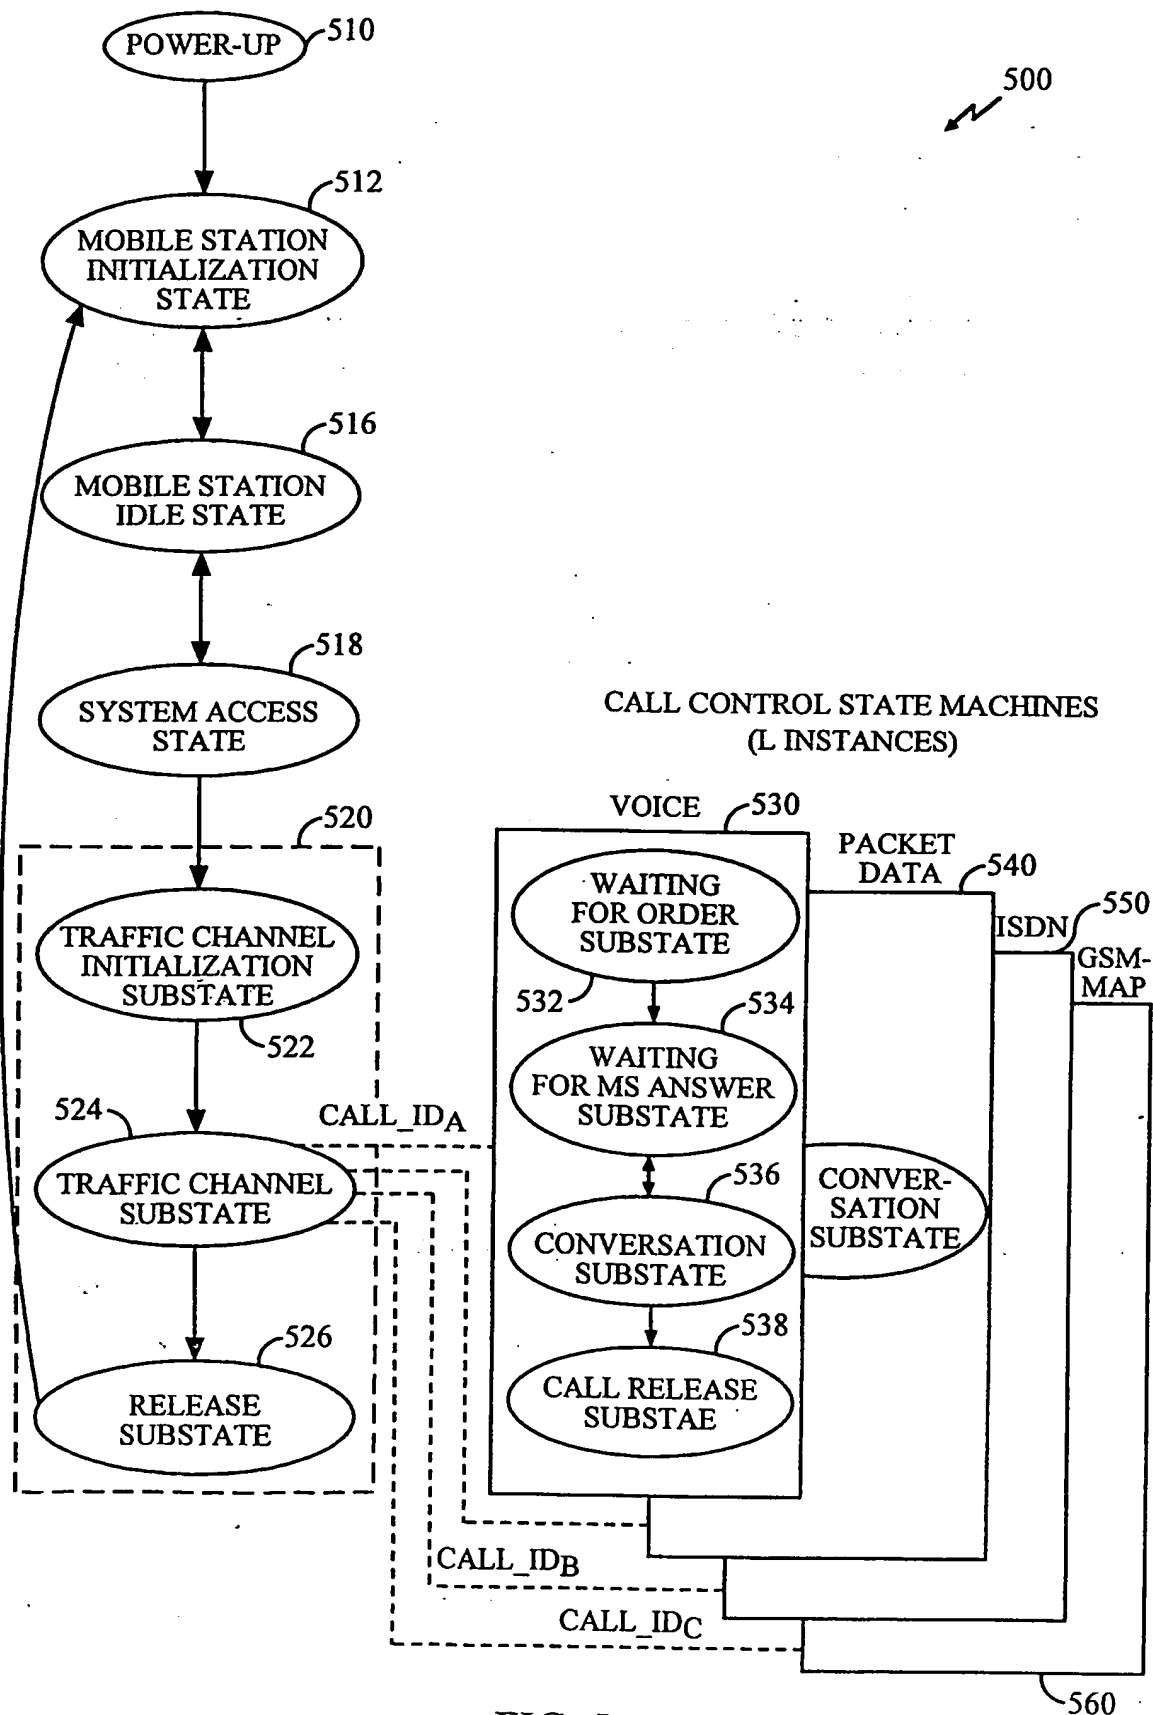 POWER-UP
510
500
512
MOBILE STATION
INITIALIZATION
STATE
516
MOBILE STATION
IDLE STATE
518
SYSTEM ACCESS
STATE
CALL CONTROL STATE MACHINES
(L INSTANCES)
520
VOICE
530
PACKET
DATA
540
ISDN
550
GSM-
MAP
WAITING
FOR ORDER
SUBSTATE
532
TRAFFIC CHANNEL
INITIALIZATION
SUBSTATE
522
534
WAITING
FOR MS ANSWER
SUBSTATE
524
CALL_IDA
TRAFFIC CHANNEL
SUBSTATE
536
CONVERSATION
SUBSTATE
CONVER-
SATION
SUBSTATE
526
RELEASE
SUBSTATE
538
CALL RELEASE
SUBSTAE
CALL_IDB
CALL_IDC
560